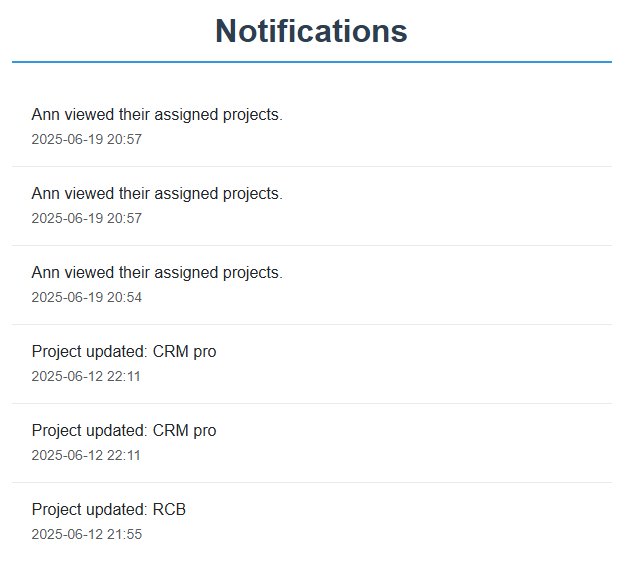 Notifications
Ann viewed their assigned projects.
2025-06-19 20:57
Ann viewed their assigned projects.
2025-06-19 20:57
Ann viewed their assigned projects.
2025-06-19 20:54
Project updated: CRM pro
2025-06-12 22:11
Project updated: CRM pro
2025-06-12 22:11
Project updated: RCB
2025-06-12 21:55